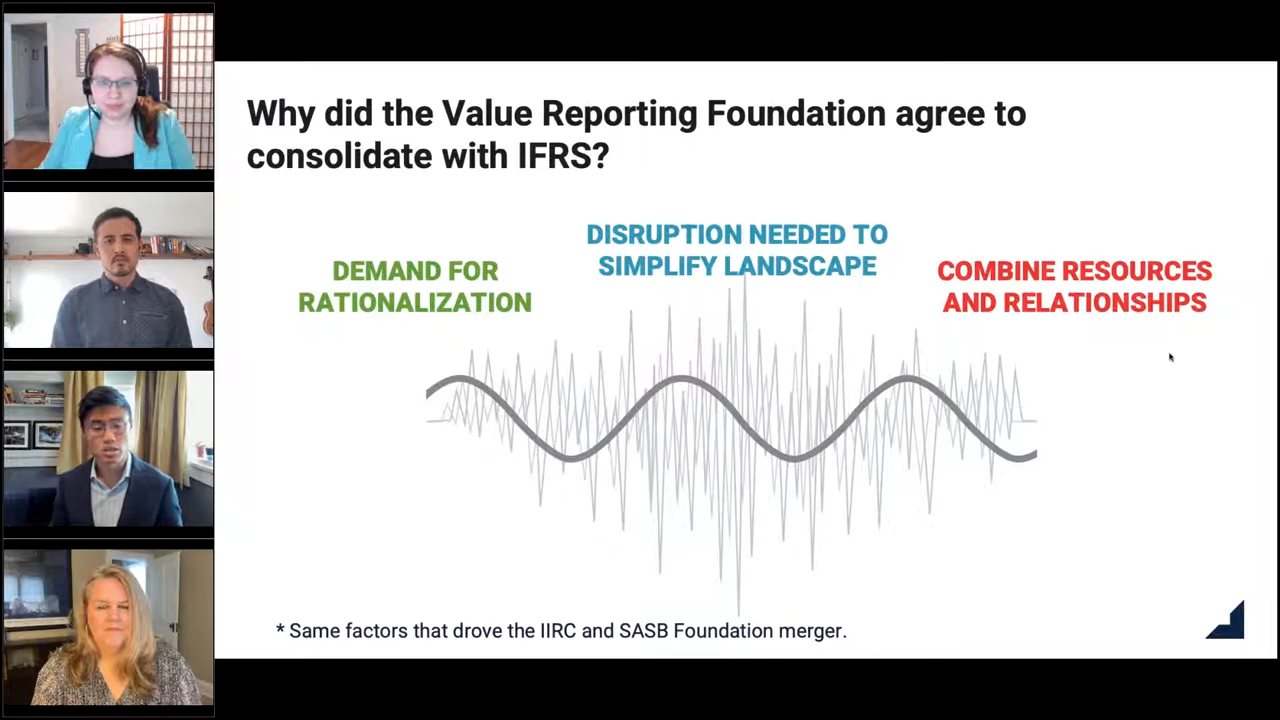 Why did the Value Reporting Foundation agree to
consolidate with IFRS?
DEMAND FOR
RATIONALIZATION
DISRUPTION NEEDED TO
SIMPLIFY LANDSCAPE
COMBINE RESOURCES
AND RELATIONSHIPS
* Same factors that drove the IIRC and SASB Foundation merger.